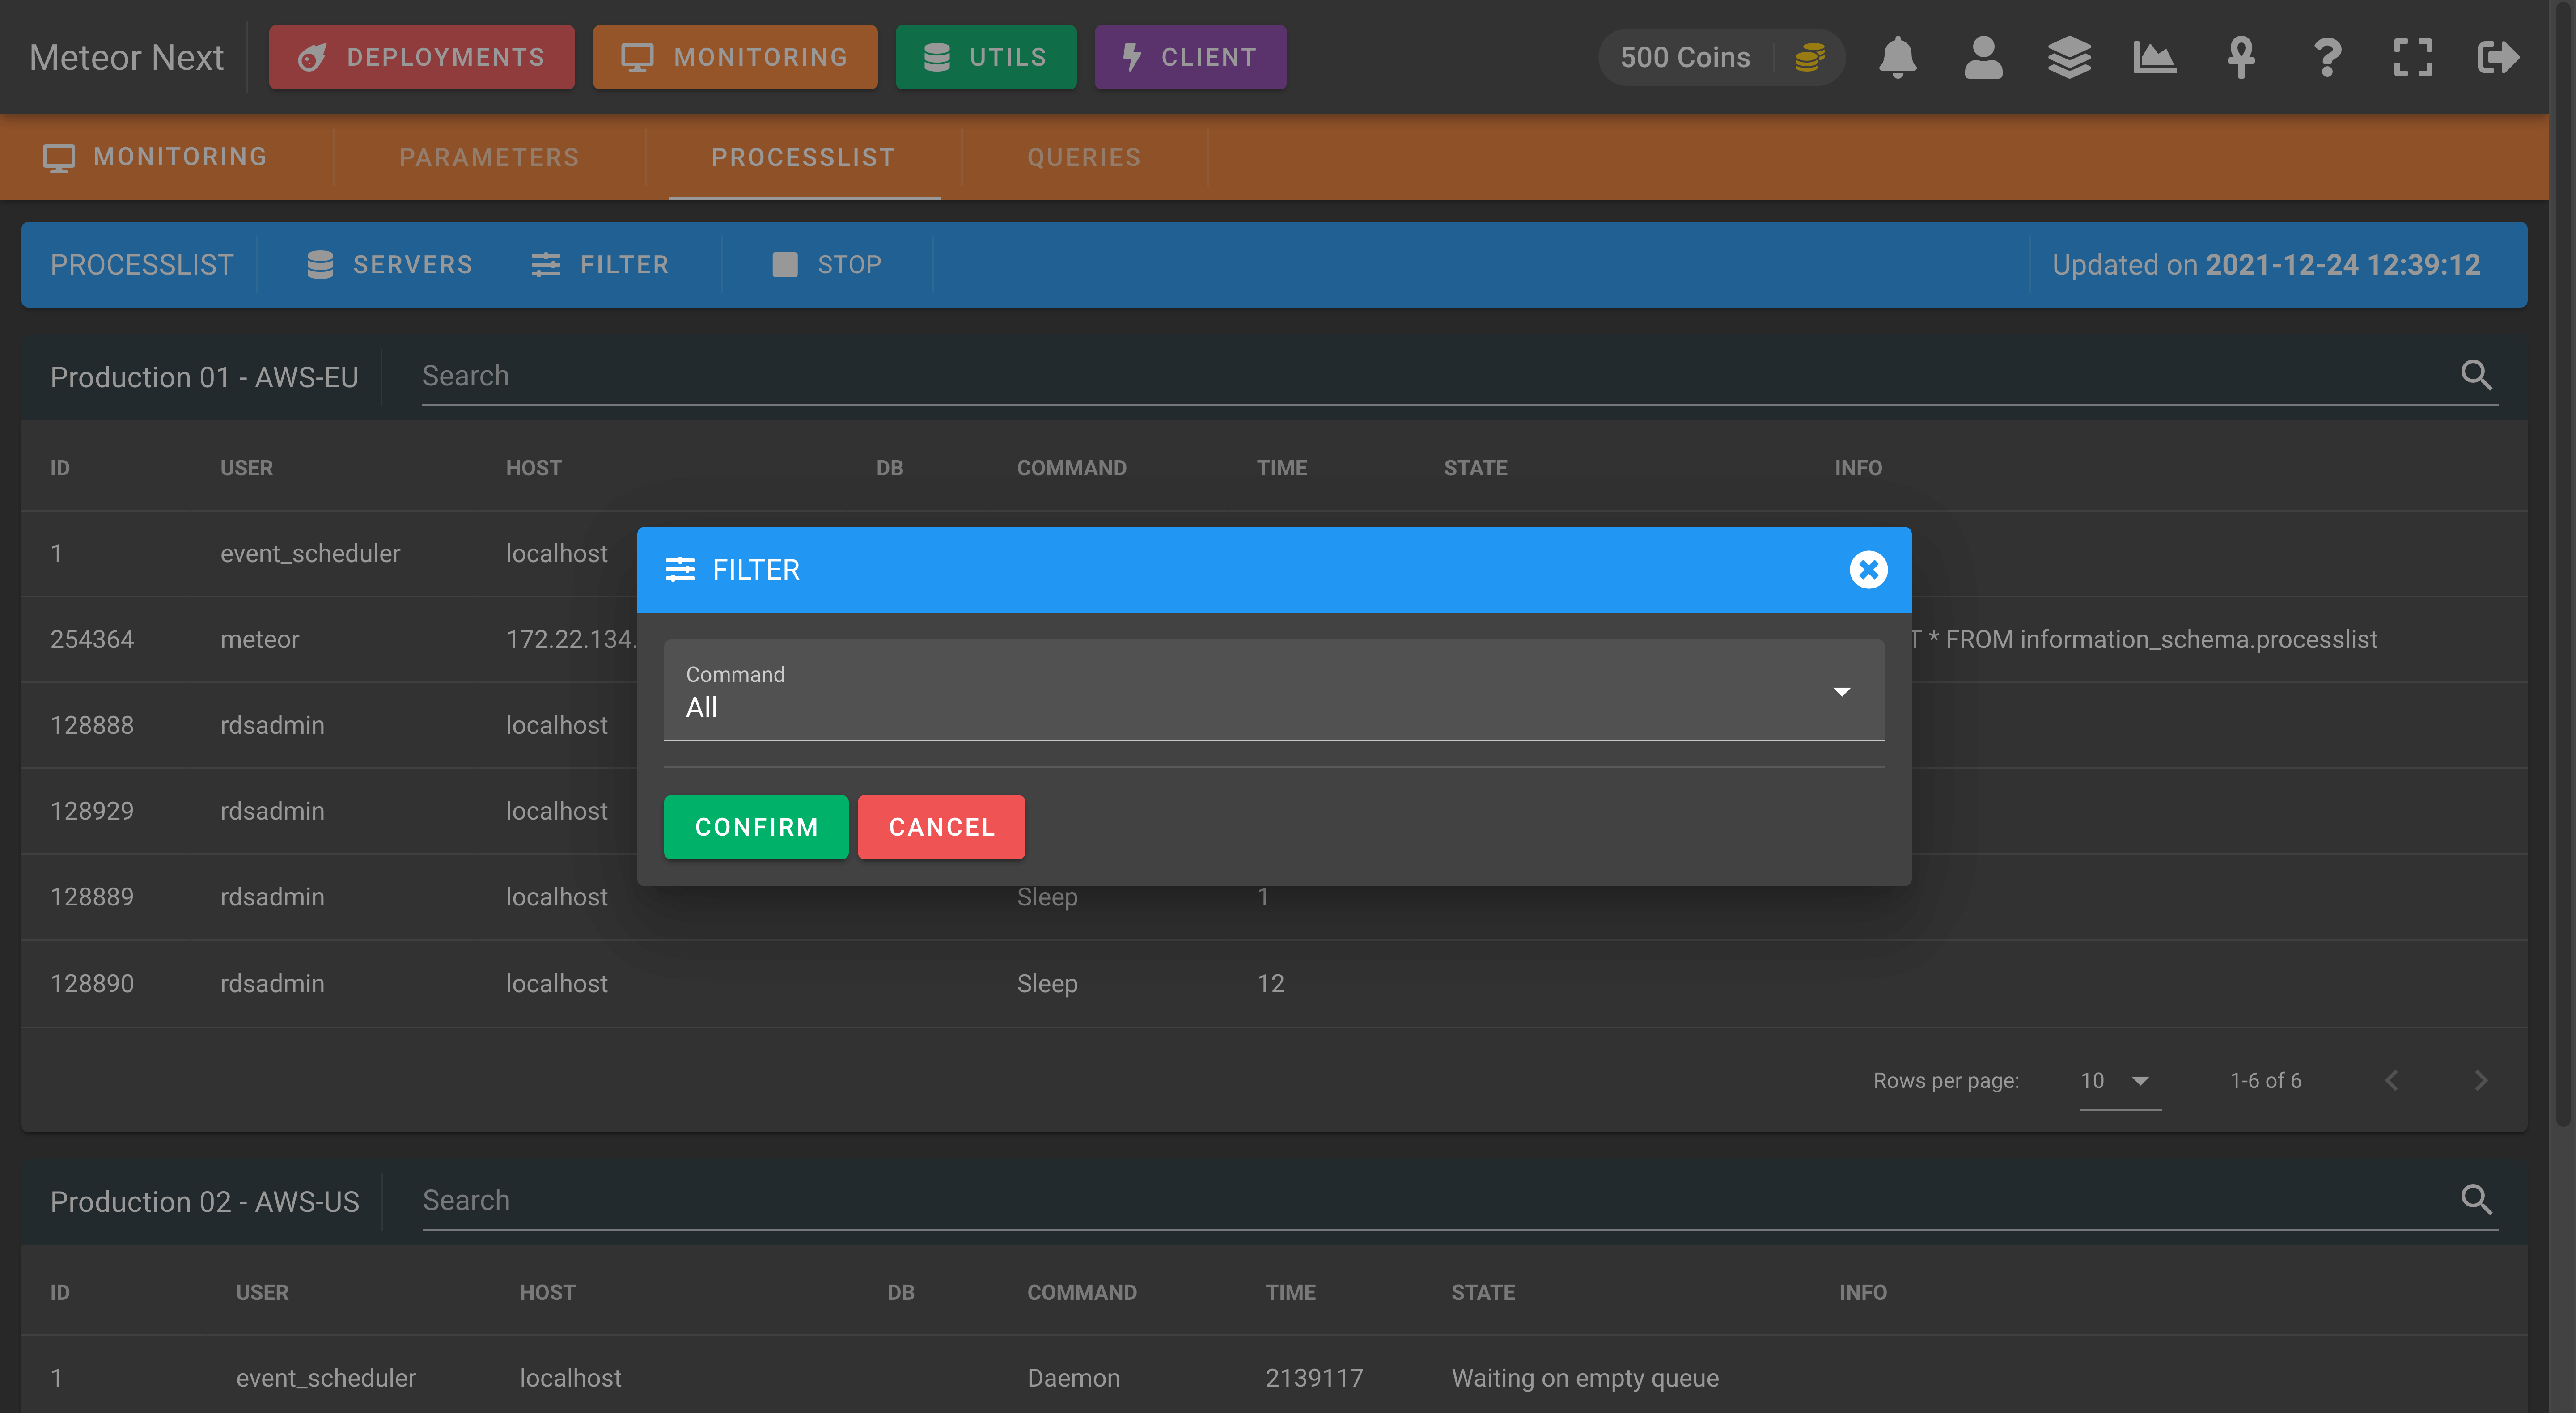 Meteor Next DEPLOYMENTS MONITORING UTILS CLIENT 500 Coins
MONITORING PARAMETERS PROCESSLIST QUERIES
PROCESSLIST SERVERS FILTER STOP Updated on 2021-12-24 12:39:12
Production 01 - AWS-EU Search
ID USER HOST DB COMMAND TIME STATE INFO
1 event_scheduler localhost
FILTER
254364 meteor 172.22.134. T * FROM information_schema.processlist
Command
All
128888 rdsadmin localhost
128929 rdsadmin localhost
CONFIRM CANCEL
128889 rdsadmin localhost Sleep 1
128890 rdsadmin localhost Sleep 12
Rows per page: 10 1-6 of 6
Production 02 - AWS-US Search
ID USER HOST DB COMMAND TIME STATE INFO
1 event_scheduler localhost Daemon 2139117 Waiting on empty queue